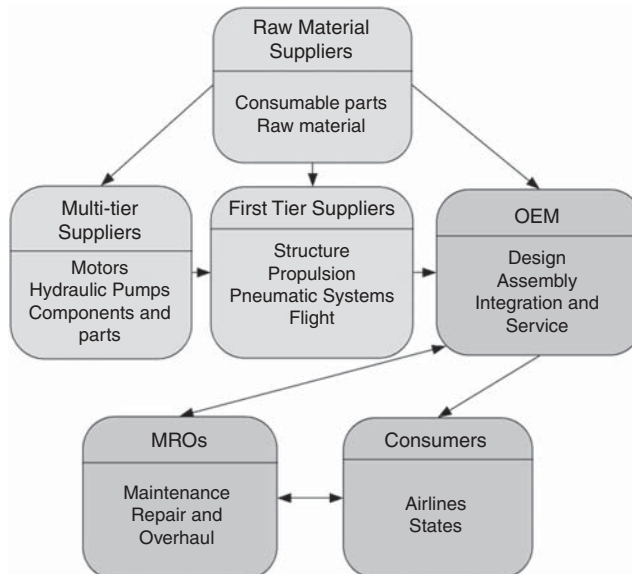 Raw Material
Suppliers
Consumable parts
Raw material
Multi-tier
Suppliers
Motors
Hydraulic Pumps
Components and
parts
First Tier Suppliers
Structure
Propulsion
Pneumatic Systems
Flight
OEM
Design
Assembly
Integration and
Service
MROs
Maintenance
Repair and
Overhaul
Consumers
Airlines
States